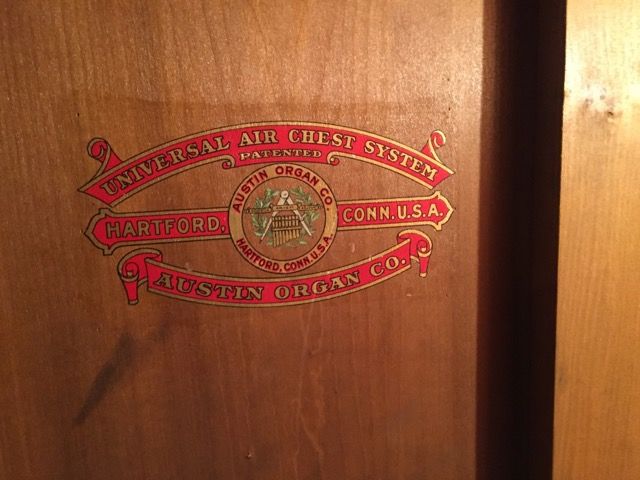 UNIVERSAL AIR CHEST SYSTEM
PATENTED
AUSTIN ORGAN CO.
HARTFORD, CONN. U.S.A.
HARTFORD, CONN. U.S.A.
AUSTIN ORGAN CO.